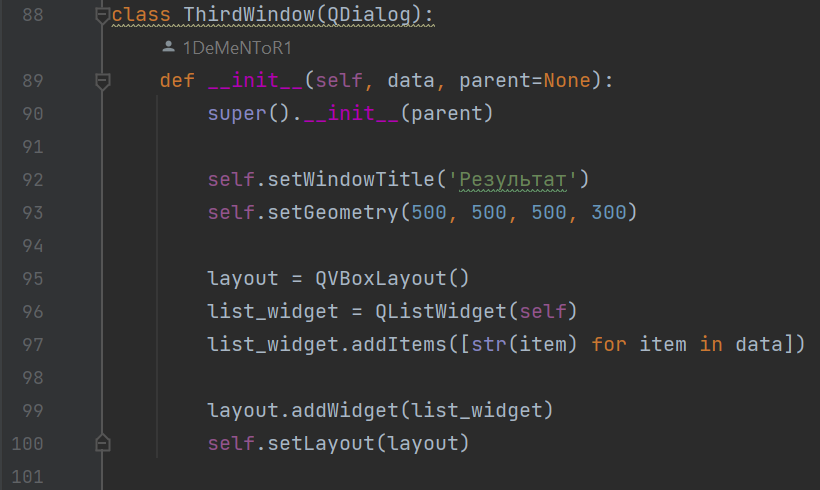 88 class ThirdWindow(QDialog):
1DeMeNToR1
89 def __init__(self, data, parent=None):
90 super().__init__(parent)
91
92 self.setWindowTitle('Результат')
93 self.setGeometry(500, 500, 500, 300)
94
95 layout = QVBoxLayout()
96 list_widget = QListWidget(self)
97 list_widget.addItems([str(item) for item in data])
98
99 layout.addWidget(list_widget)
100 self.setLayout(layout)
101